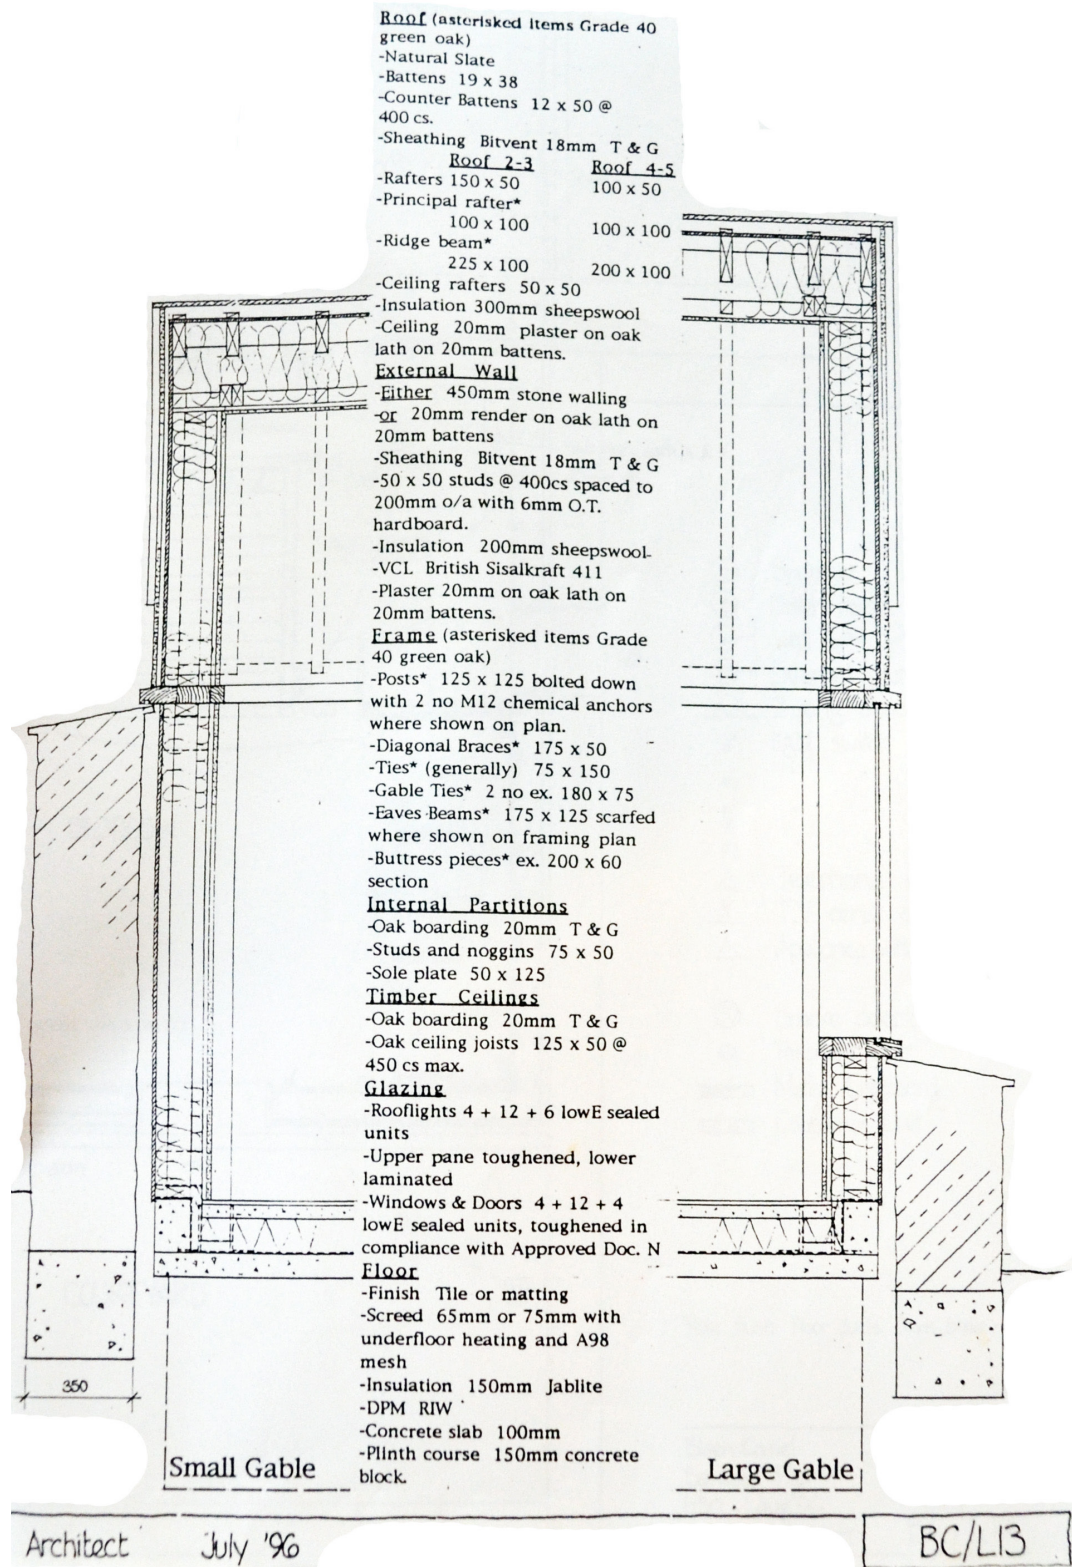 Roof (asterisked items Grade 40
green oak)
-Natural Slate
-Battens 19 x 38
-Counter Battens 12 x 50 @
400 cs.
-Sheathing Bitvent 18mm T & G
Roof 2-3 Roof 4-5
-Rafters 150 x 50 100 x 50
-Principal rafter*
100 x 100 100 x 100
-Ridge beam*
225 x 100 200 x 100
-Ceiling rafters 50 x 50
-Insulation 300mm sheepswool
-Ceiling 20mm plaster on oak
lath on 20mm battens.
External Wall
-Either 450mm stone walling
-or 20mm render on oak lath on
20mm battens
-Sheathing Bitvent 18mm T & G
-50 x 50 studs @ 400cs spaced to
200mm o/a with 6mm O.T.
hardboard.
-Insulation 200mm sheepswool
-VCL British Sisalkraft 411
-Plaster 20mm on oak lath on
20mm battens.
Frame (asterisked items Grade
40 green oak)
-Posts* 125 x 125 bolted down
with 2 no M12 chemical anchors
where shown on plan.
-Diagonal Braces* 175 x 50
-Ties* (generally) 75 x 150
-Gable Ties* 2 no ex. 180 x 75
-Eaves Beams* 175 x 125 scarfed
where shown on framing plan
-Buttress pieces* ex. 200 x 60
section
Internal Partitions
-Oak boarding 20mm T & G
-Studs and noggins 75 x 50
-Sole plate 50 x 125
Timber Ceilings
-Oak boarding 20mm T & G
-Oak ceiling joists 125 x 50 @
450 cs max.
Glazing
-Rooflights 4 + 12 + 6 lowE sealed
units
-Upper pane toughened, lower
laminated
-Windows & Doors 4 + 12 + 4
lowE sealed units, toughened in
compliance with Approved Doc. N
Floor
-Finish Tile or matting
-Screed 65mm or 75mm with
underfloor heating and A98
mesh
-Insulation 150mm Jablite
-DPM RIW
-Concrete slab 100mm
-Plinth course 150mm concrete
block.
350
Small Gable
Large Gable
Architect July '96
BC/L13